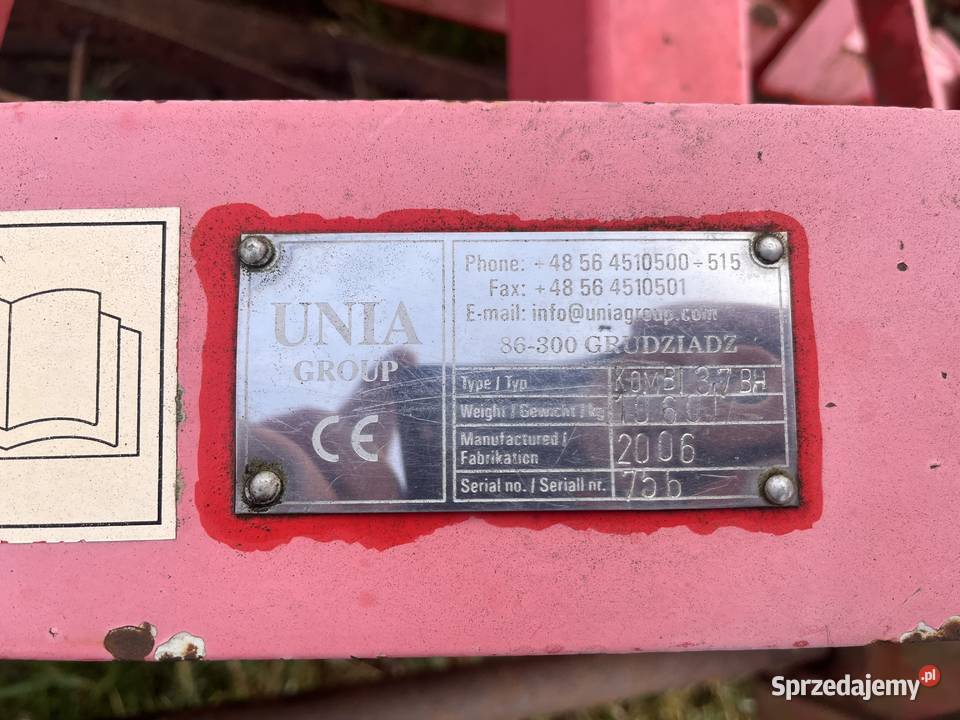 UNIA
GROUP
CE
Phone: +48 56 4510500÷515
Fax: +48 56 4510501
E-mail: info@uniagroup.com
86-300 GRUDZIADZ
Type / Typ KOMBI 3,7 BH
Weight / Gewicht / kg
Manufactured / Fabrikation 2006
Serial no. / Seriall nr. 756
Sprzedajemy.pl